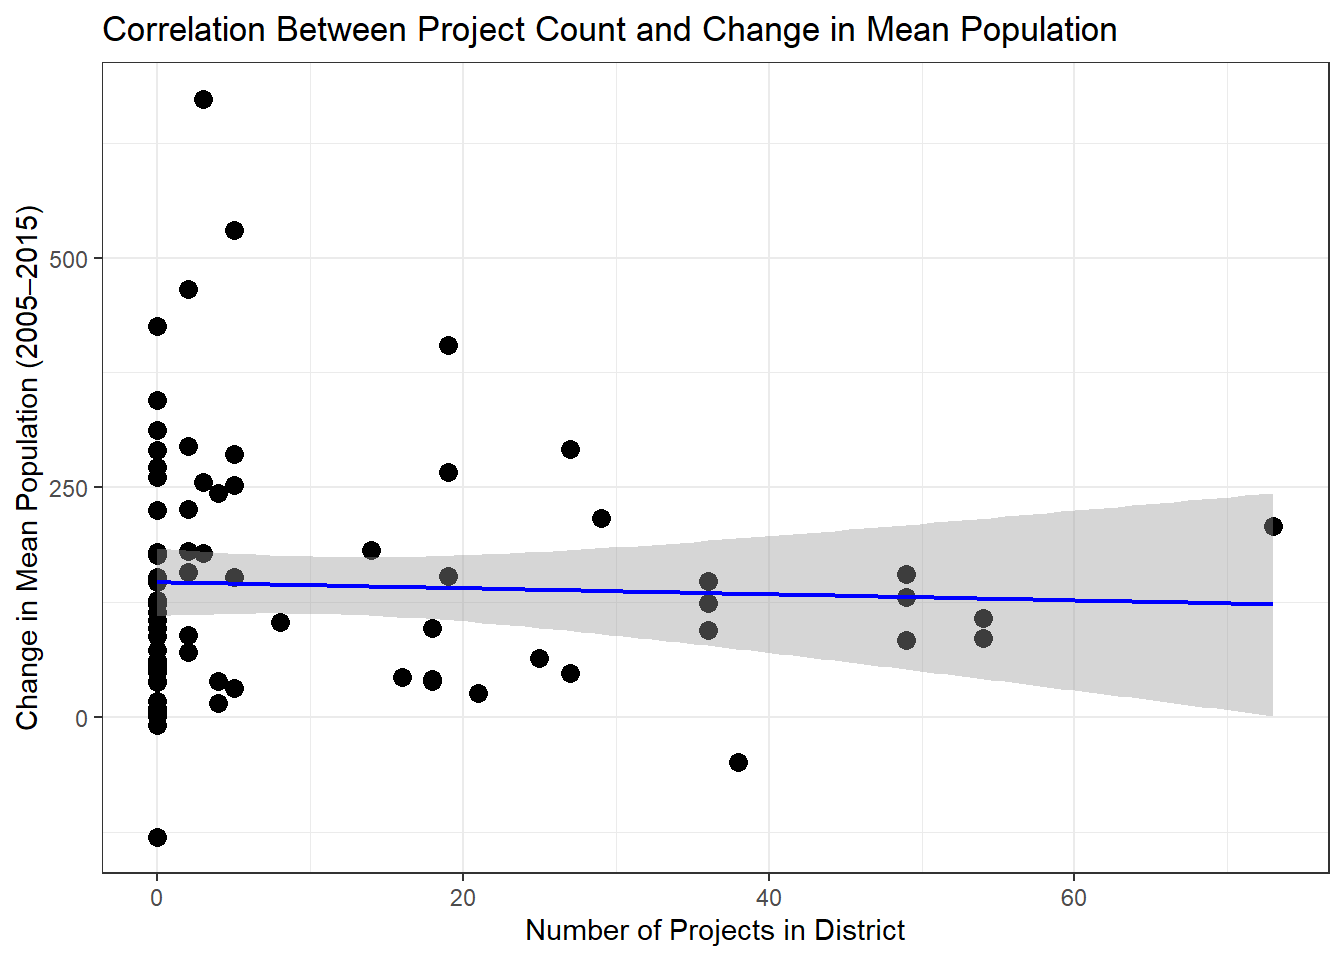 Correlation Between Project Count and Change in Mean Population
Change in Mean Population (2005–2015)
500
250
0
0
20
40
60
Number of Projects in District